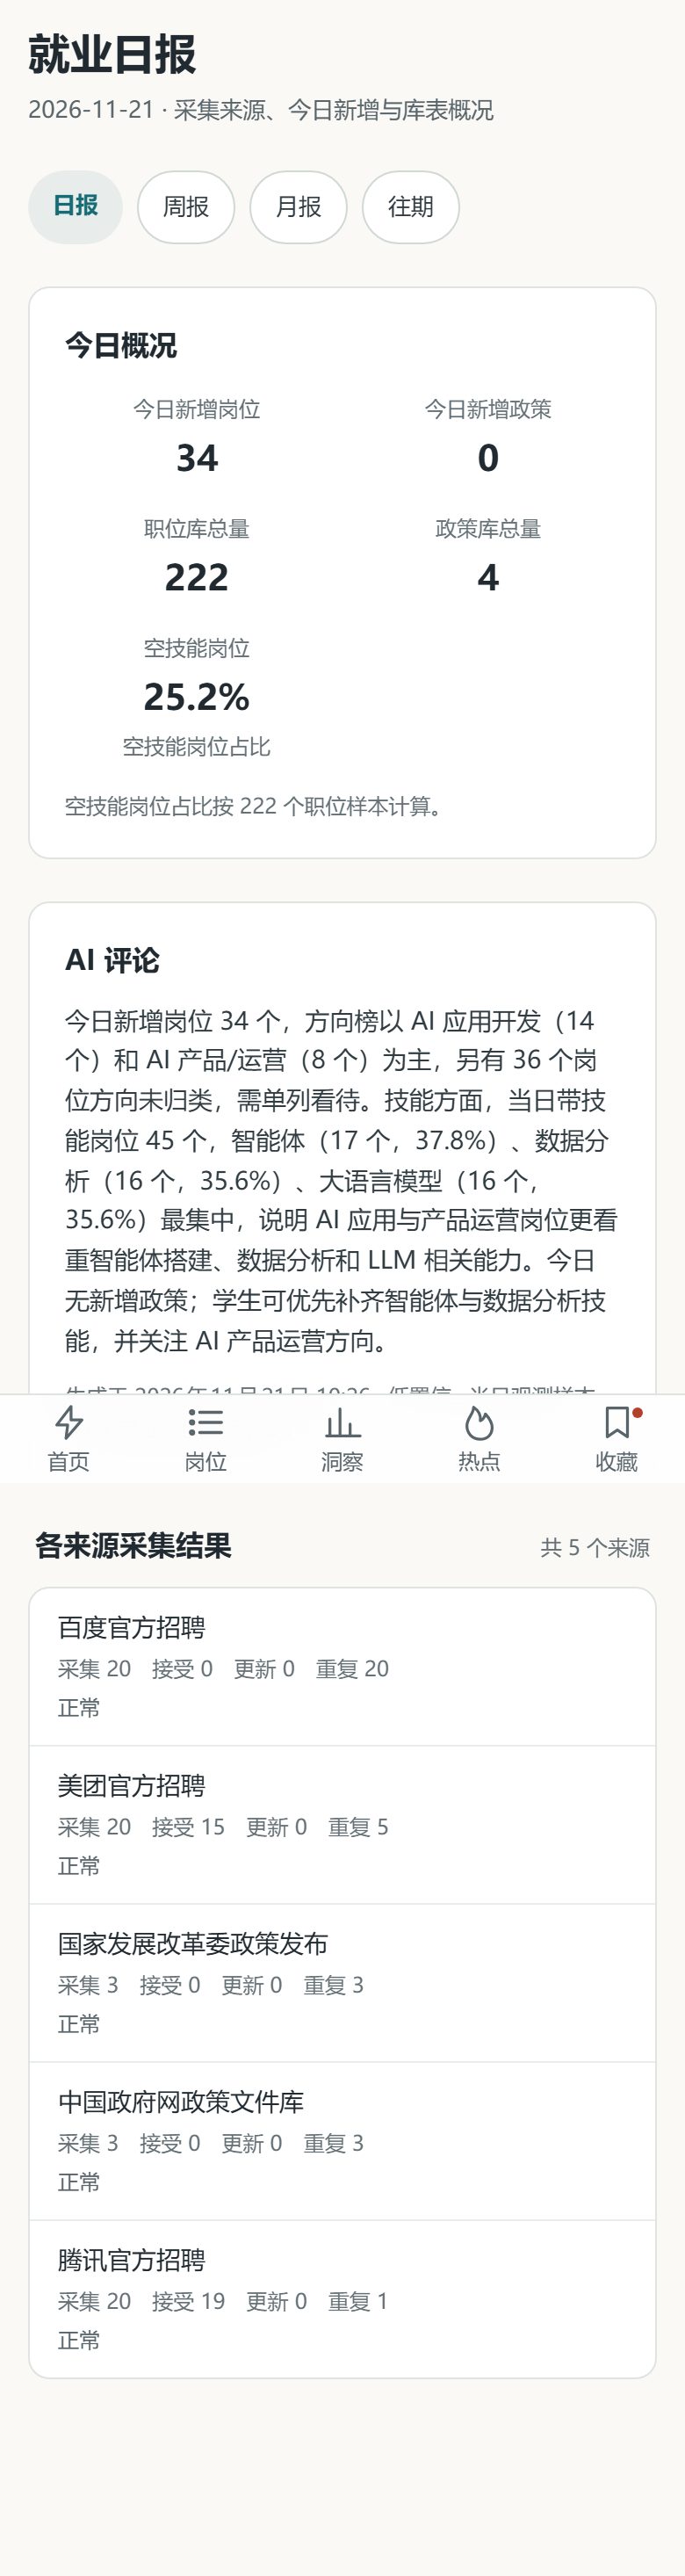 就业日报
2026-11-21 · 采集来源、今日新增与库表概况
日报 周报 月报 往期
今日概况
今日新增岗位 今日新增政策
34 0
职位库总量 政策库总量
222 4
空技能岗位
25.2%
空技能岗位占比
空技能岗位占比按 222 个职位样本计算。
AI 评论
今日新增岗位 34 个，方向榜以 AI 应用开发（14
个）和 AI 产品/运营（8 个）为主，另有 36 个岗
位方向未归类，需单列看待。技能方面，当日带技
能岗位 45 个，智能体（17 个，37.8%）、数据分
析（16 个，35.6%）、大语言模型（16 个，
35.6%）最集中，说明 AI 应用与产品运营岗位更看
重智能体搭建、数据分析和 LLM 相关能力。今日
无新增政策；学生可优先补齐智能体与数据分析技
能，并关注 AI 产品运营方向。
首页 岗位 洞察 热点 收藏
各来源采集结果 共 5 个来源
百度官方招聘
采集 20 接受 0 更新 0 重复 20
正常
美团官方招聘
采集 20 接受 15 更新 0 重复 5
正常
国家发展改革委政策发布
采集 3 接受 0 更新 0 重复 3
正常
中国政府网政策文件库
采集 3 接受 0 更新 0 重复 3
正常
腾讯官方招聘
采集 20 接受 19 更新 0 重复 1
正常